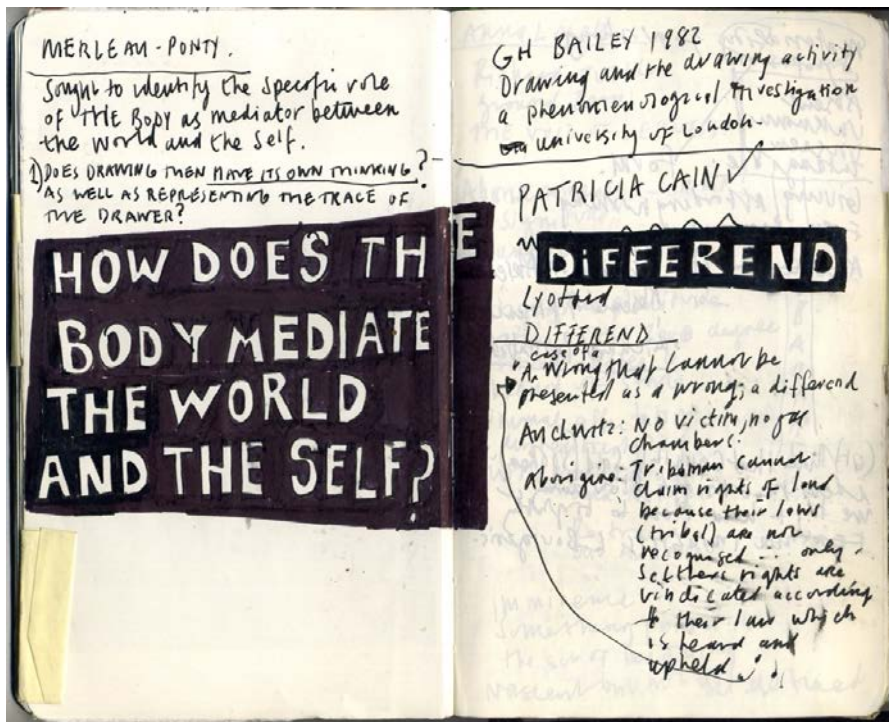 MERLEAU-PONTY.
Sought to identify the specific role
of THE BODY as mediator between
the World and the Self.
1) DOES DRAWING THEN HAVE ITS OWN THINKING?
AS WELL AS REPRESENTING THE TRACE OF
THE DRAWER?
HOW DOES THE
BODY MEDIATE
THE WORLD
AND THE SELF?
GH BAILEY 1982
Drawing and the drawing activity
a phenomenological investigation
university of London.
PATRICIA CAIN
DiFFEREND
Lyotard
DIFFEREND
case of a
"A wrong that cannot be
presented as a wrong; a differend
Auchwitz: No victim, no gas
chambers.
aborigine: Tribsman cannot
claim rights of land
because their laws
(tribal) are not
recognised... only
settlers rights are
vindicated according
to their law which
is heard and
upheld..!